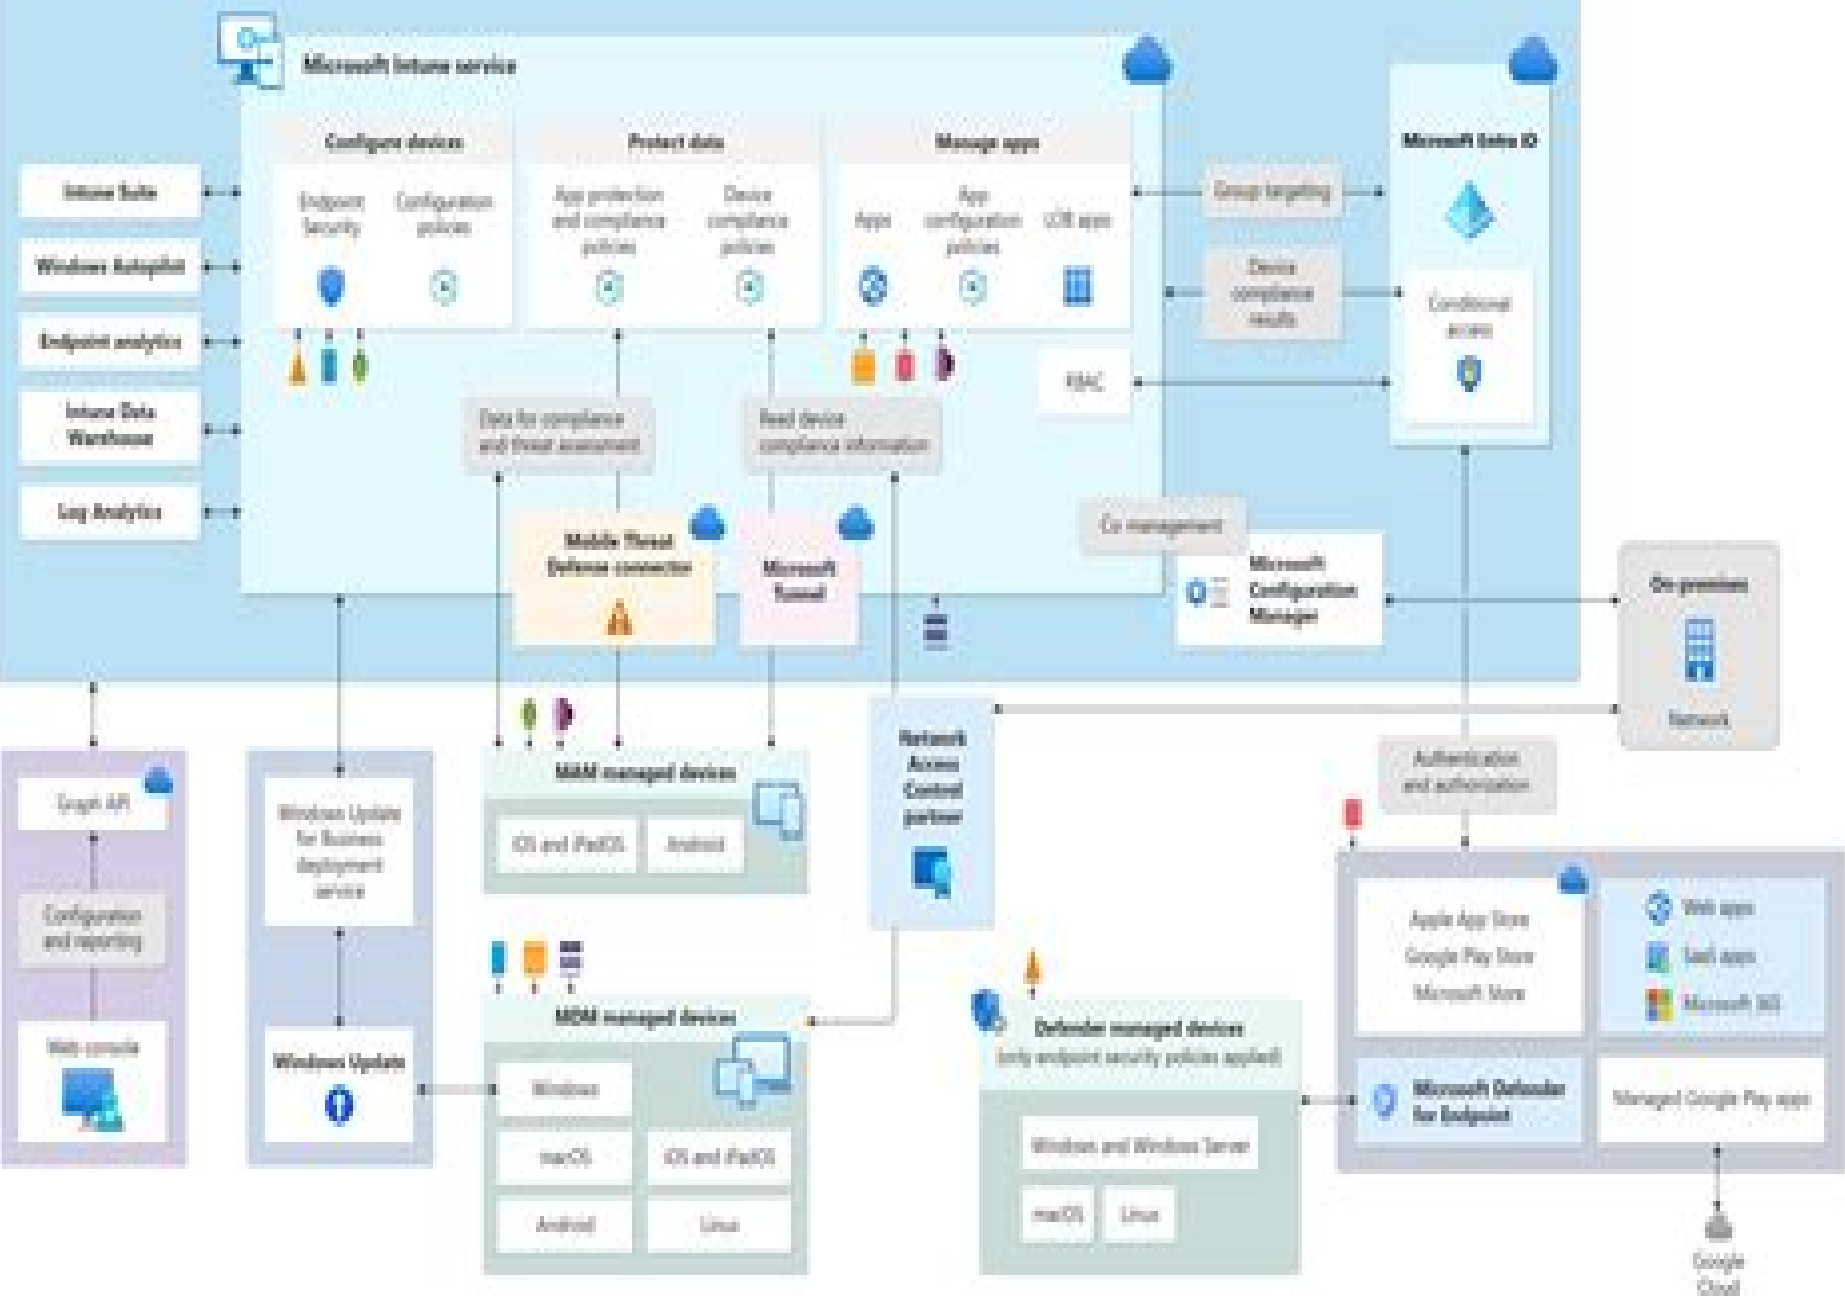 Microsoft Intune service
Configure devices
Endpoint
Security
Configuration
policies
Protect data
App protection
and compliance
policies
Device
compliance
policies
Manage apps
Apps
App
configuration
policies
LOB apps
RBAC
Intune Suite
Windows Autopilot
Endpoint analytics
Intune Data
Warehouse
Log Analytics
Group targeting
Device
compliance
results
Microsoft Entra ID
Conditional
access
Data for compliance
and threat assessment
Read device
compliance information
Mobile Threat
Defense connector
Microsoft
Tunnel
Co-management
Microsoft
Configuration
Manager
On-premises
Network
Graph API
Configuration
and reporting
Web console
Windows Update
for Business
deployment
service
Windows Update
MAM managed devices
iOS and iPadOS
Android
Network
Access
Control
partner
MDM managed devices
Windows
macOS
iOS and iPadOS
Android
Linux
Defender managed devices
(only endpoint security policies applied)
Windows and Windows Server
macOS
Linux
Authentication
and authorization
Apple App Store
Google Play Store
Microsoft Store
Web apps
SaaS apps
Microsoft 365
Microsoft Defender
for Endpoint
Managed Google Play apps
Google
Cloud